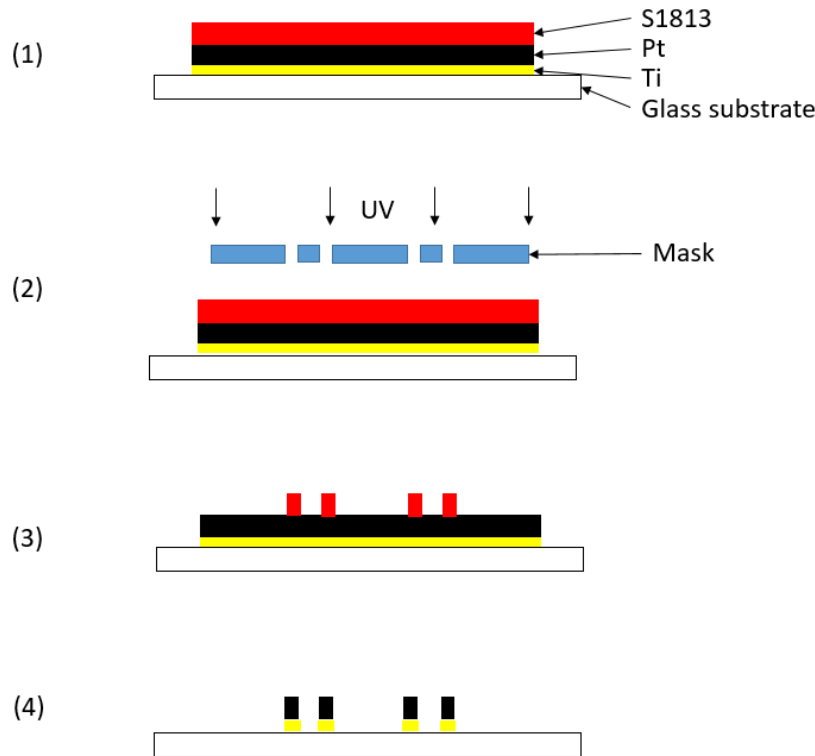 S1813
(1)
Pt
Ti
Glass substrate
UV
Mask
(2)
(3)
(4)